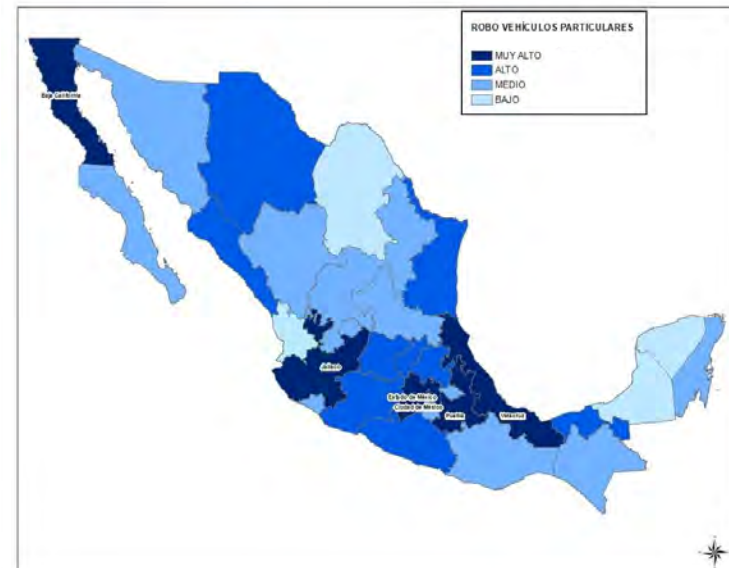 ROBO VEHÍCULOS PARTICULARES
MUY ALTO
ALTO
MEDIO
BAJO
Baja California
Jalisco
Estado de México
Ciudad de México
Puebla
Veracruz